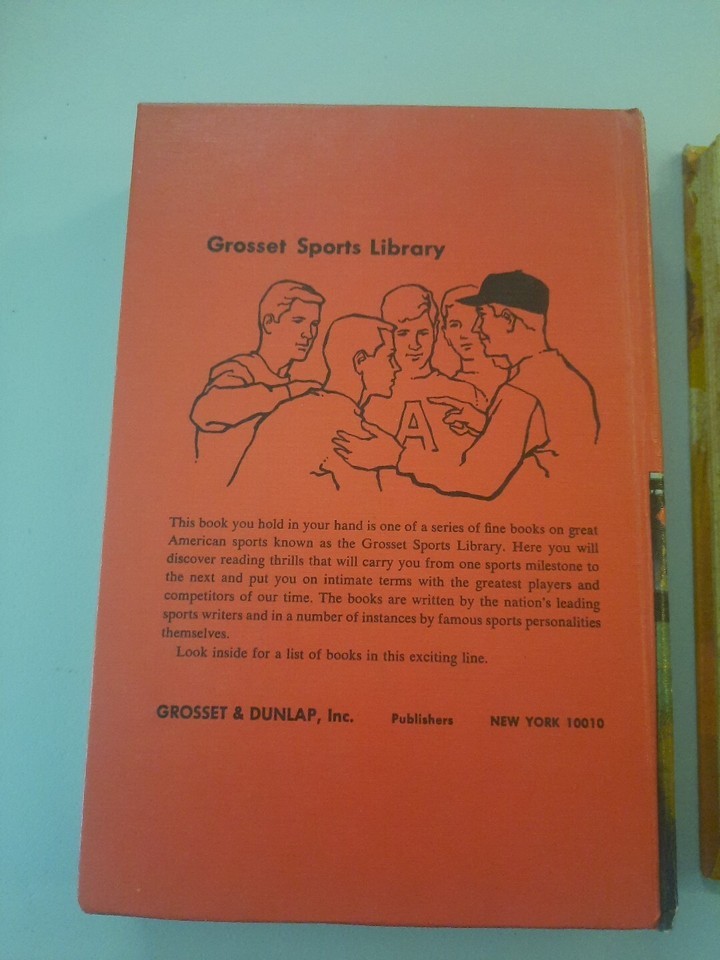 Grosset Sports Library
A
This book you hold in your hand is one of a series of fine books on great
American sports known as the Grosset Sports Library. Here you will
discover reading thrills that will carry you from one sports milestone to
the next and put you on intimate terms with the greatest players and
competitors of our time. The books are written by the nation's leading
sports writers and in a number of instances by famous sports personalities
themselves.
Look inside for a list of books in this exciting line.
GROSSET & DUNLAP, Inc. Publishers NEW YORK 10010